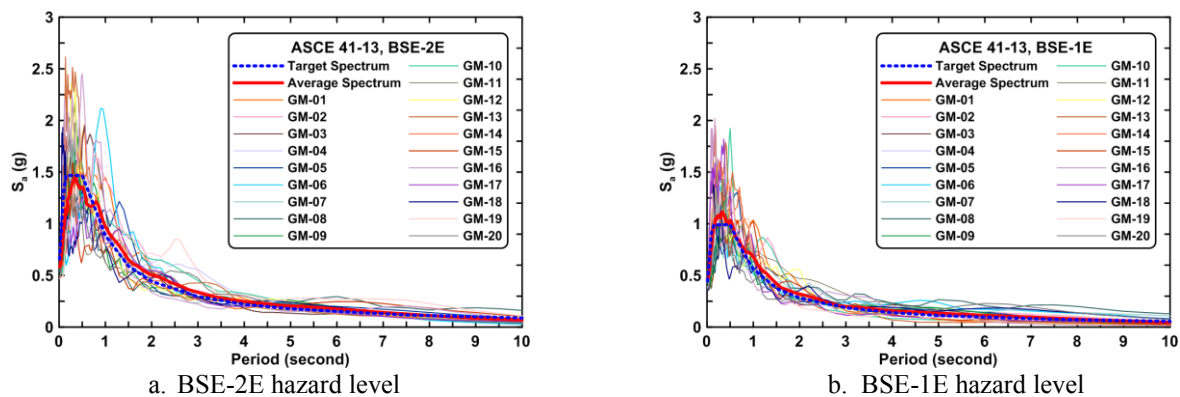 3
2.5
2
1.5
1
0.5
0
S_a (g)
0 1 2 3 4 5 6 7 8 9 10
Period (second)
ASCE 41-13, BSE-2E
Target Spectrum
Average Spectrum
GM-01
GM-02
GM-03
GM-04
GM-05
GM-06
GM-07
GM-08
GM-09
GM-10
GM-11
GM-12
GM-13
GM-14
GM-15
GM-16
GM-17
GM-18
GM-19
GM-20
a. BSE-2E hazard level
3
2.5
2
1.5
1
0.5
0
S_a (g)
0 1 2 3 4 5 6 7 8 9 10
Period (second)
ASCE 41-13, BSE-1E
Target Spectrum
Average Spectrum
GM-01
GM-02
GM-03
GM-04
GM-05
GM-06
GM-07
GM-08
GM-09
GM-10
GM-11
GM-12
GM-13
GM-14
GM-15
GM-16
GM-17
GM-18
GM-19
GM-20
b. BSE-1E hazard level